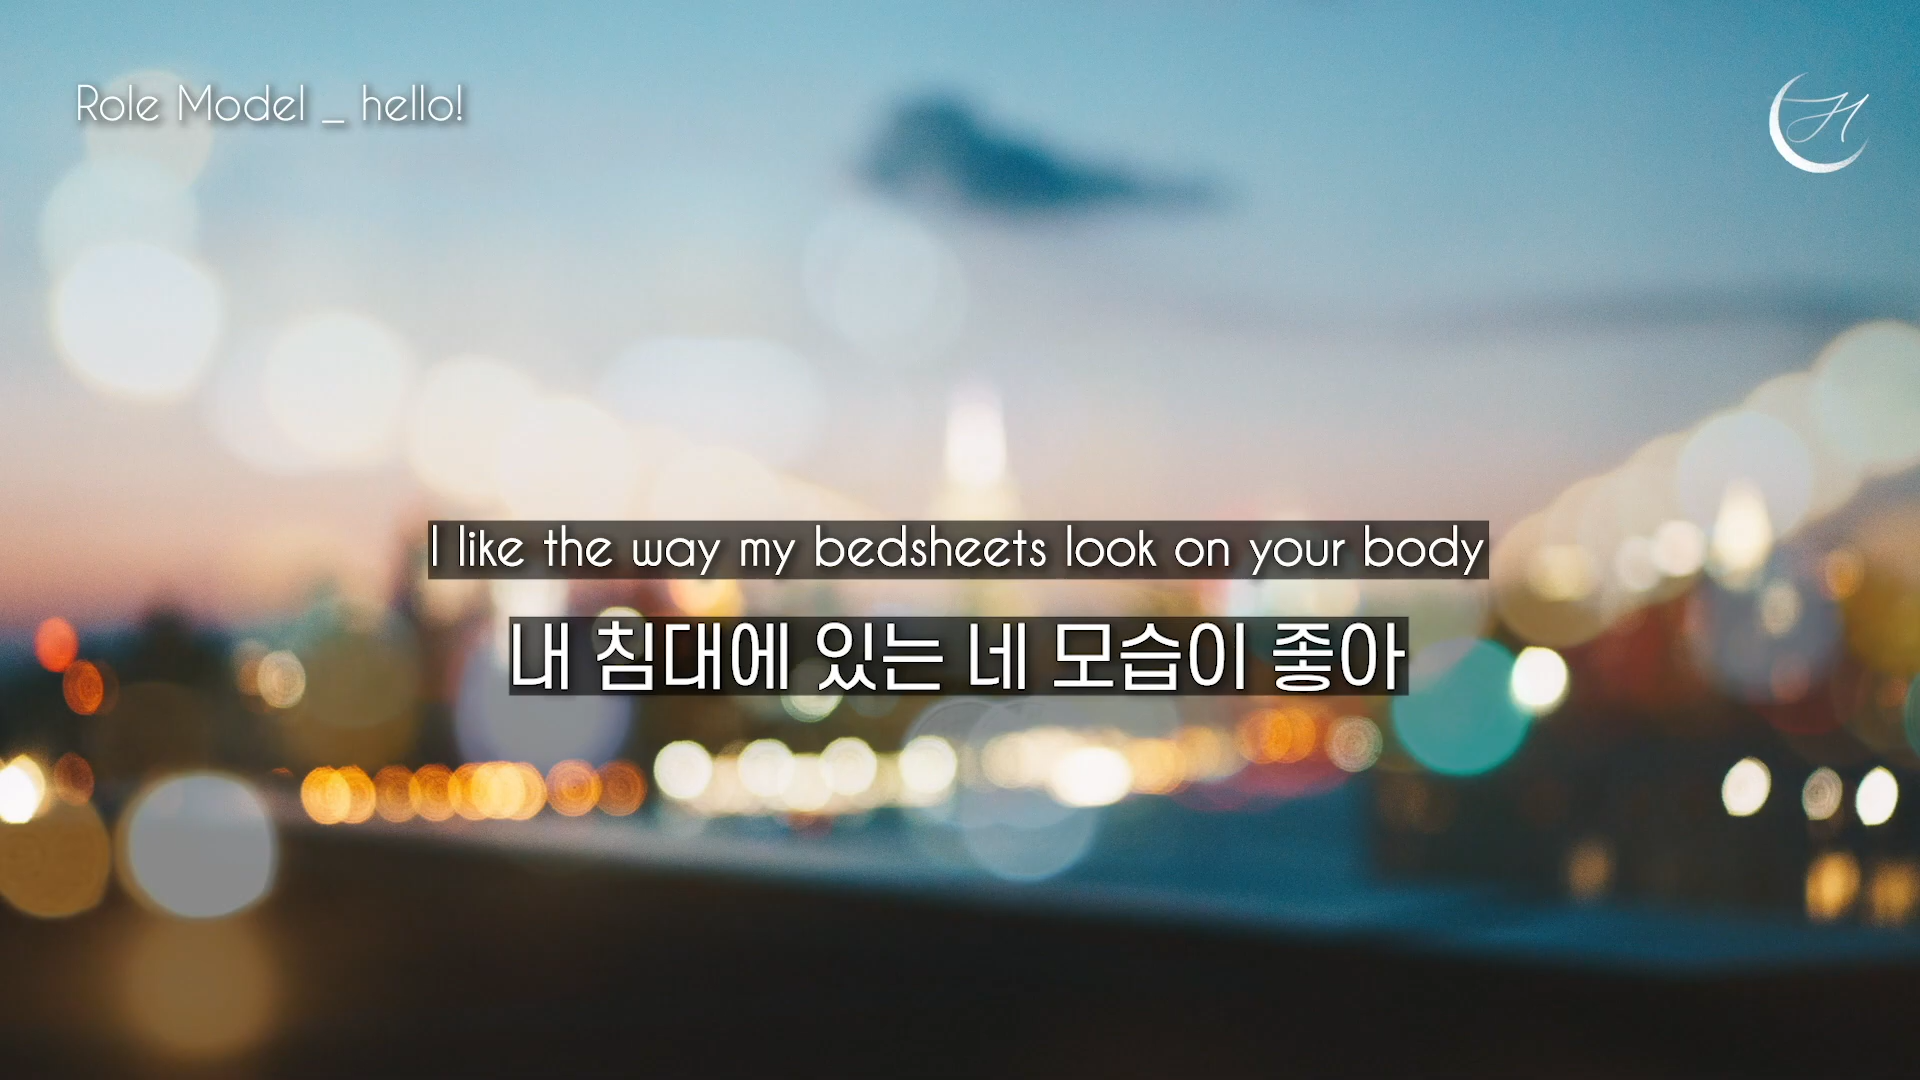 Role Model _ hello!
H
I like the way my bedsheets look on your body
내 침대에 있는 네 모습이 좋아